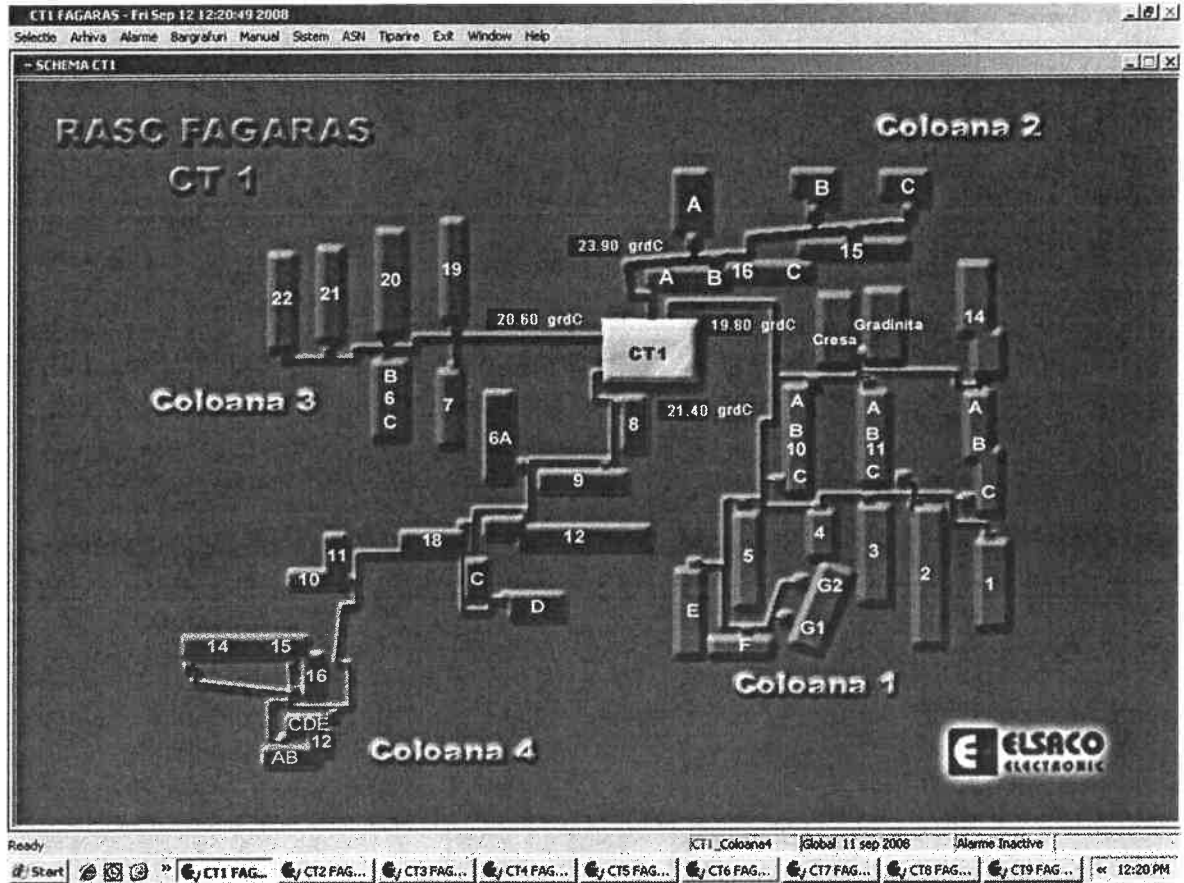 CT1 FAGARAS - Fri Sep 12 12:20:49 2008
Selectie Arhiva Alarme Bargrafuri Manual Sistem ASN Tiparire Exit Window Help
SCHEMA CT1
RASC FAGARAS
CT 1
Coloana 2
A
B
C
23.90 grdC
15
A B 16 C
22
21
20
19
20.60 grdC
CT1
19.80 grdC
Cresa
Gradinita
14
Coloana 3
B
6
C
7
6A
8
21.40 grdC
A
B
10
C
A
B
11
C
A
B
C
9
18
12
11
10
C
D
5
4
3
2
1
E
F
G2
G1
14 15
16
CDE
12
AB
Coloana 1
Coloana 4
E ELSACO
ELECTRONIC
Ready
CT1_Coloana4
Global 11 sep 2008
Alarme Inactive
Start » CT1 FAG... CT2 FAG... CT3 FAG... CT4 FAG... CT5 FAG... CT6 FAG... CT7 FAG... CT8 FAG... CT9 FAG... « 12:20 PM